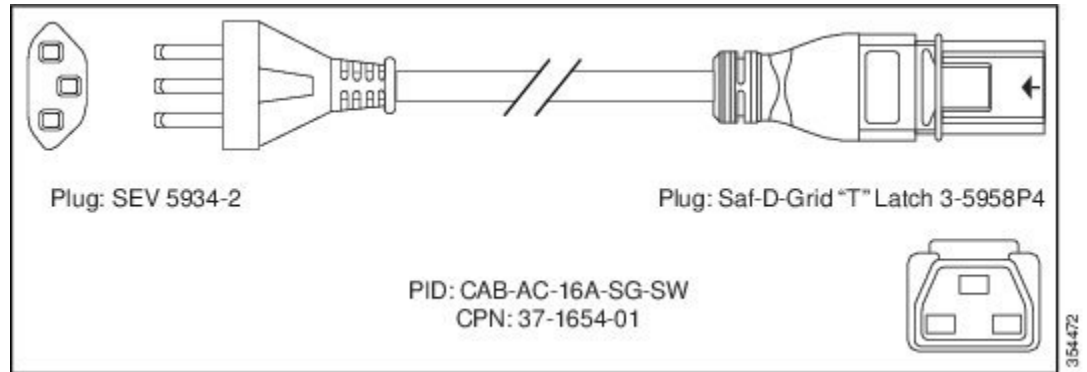 Plug: SEV 5934-2
Plug: Saf-D-Grid “T” Latch 3-5958P4
PID: CAB-AC-16A-SG-SW
CPN: 37-1654-01
354472